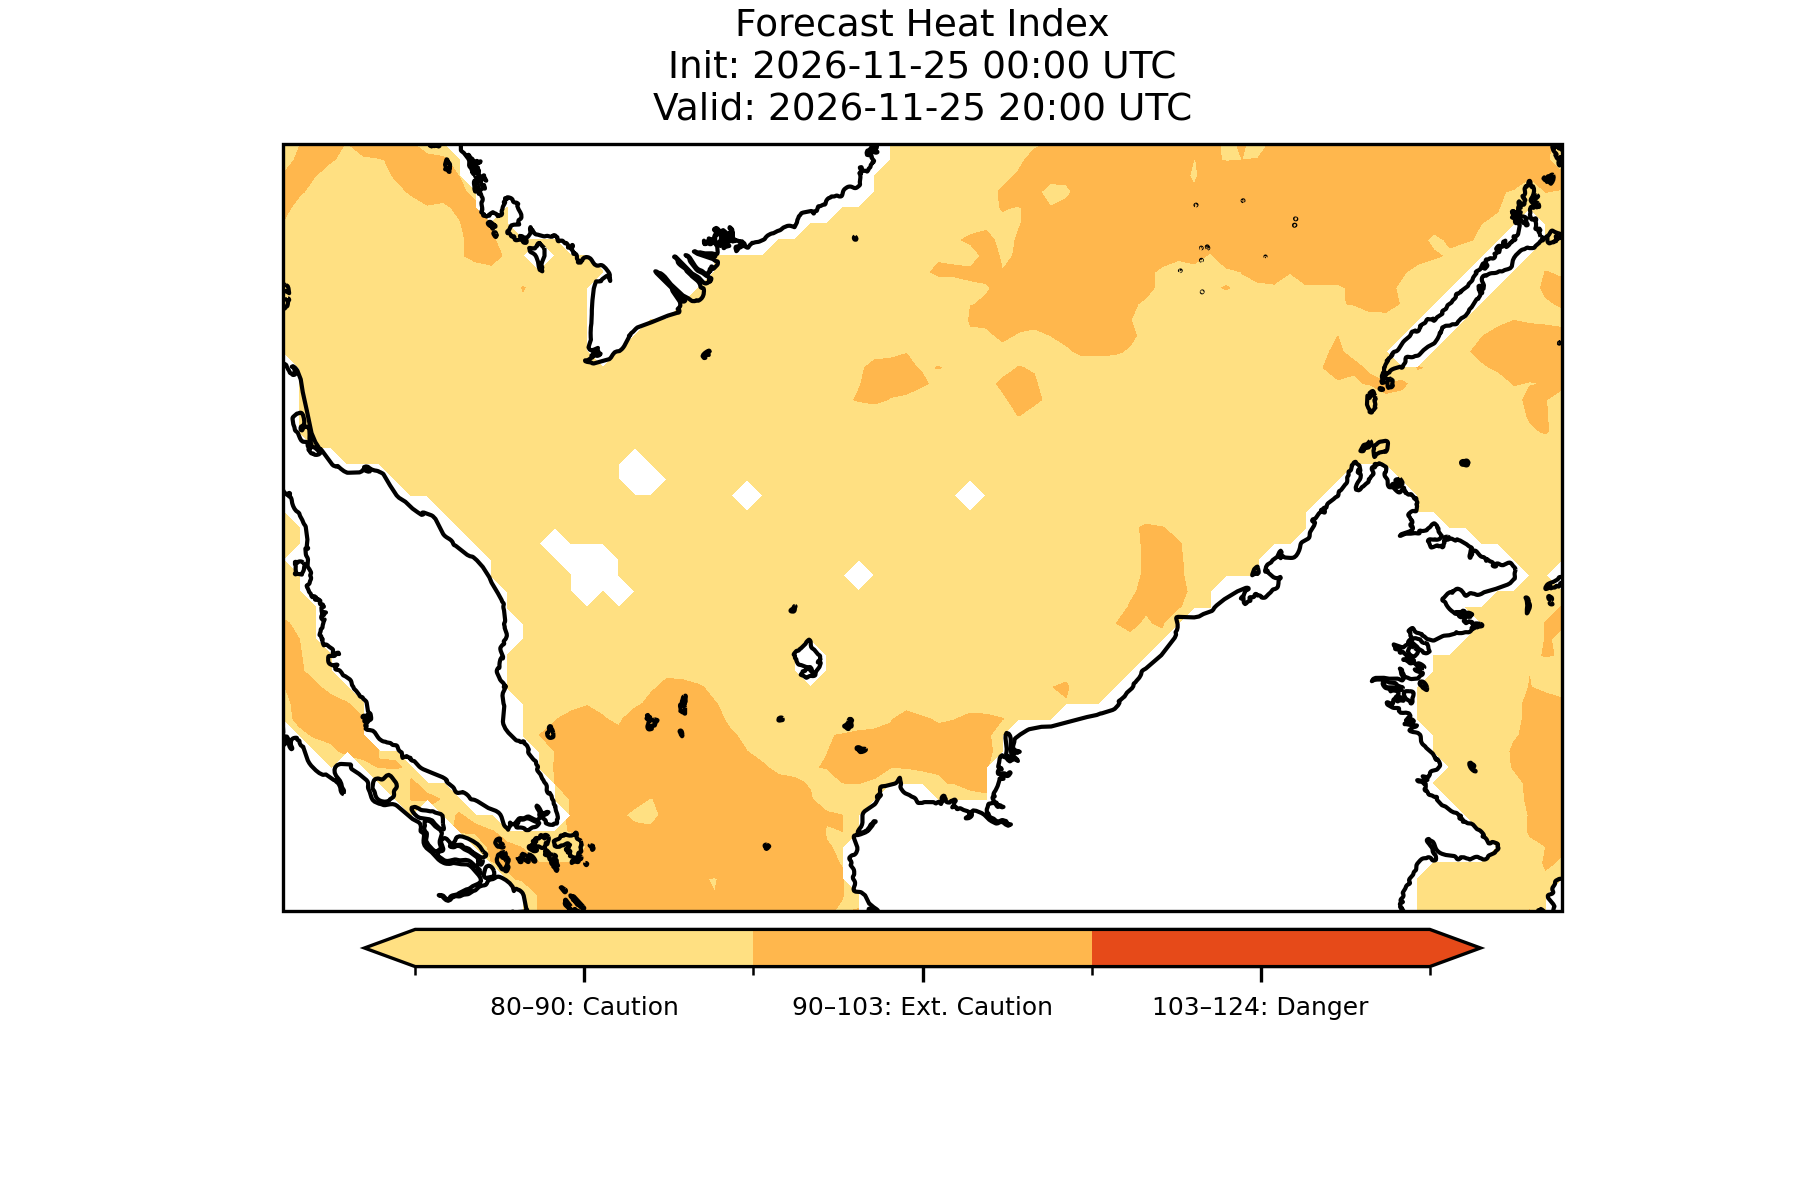 Forecast Heat Index
Init: 2026-11-25 00:00 UTC
Valid: 2026-11-25 20:00 UTC
80–90: Caution
90–103: Ext. Caution
103–124: Danger